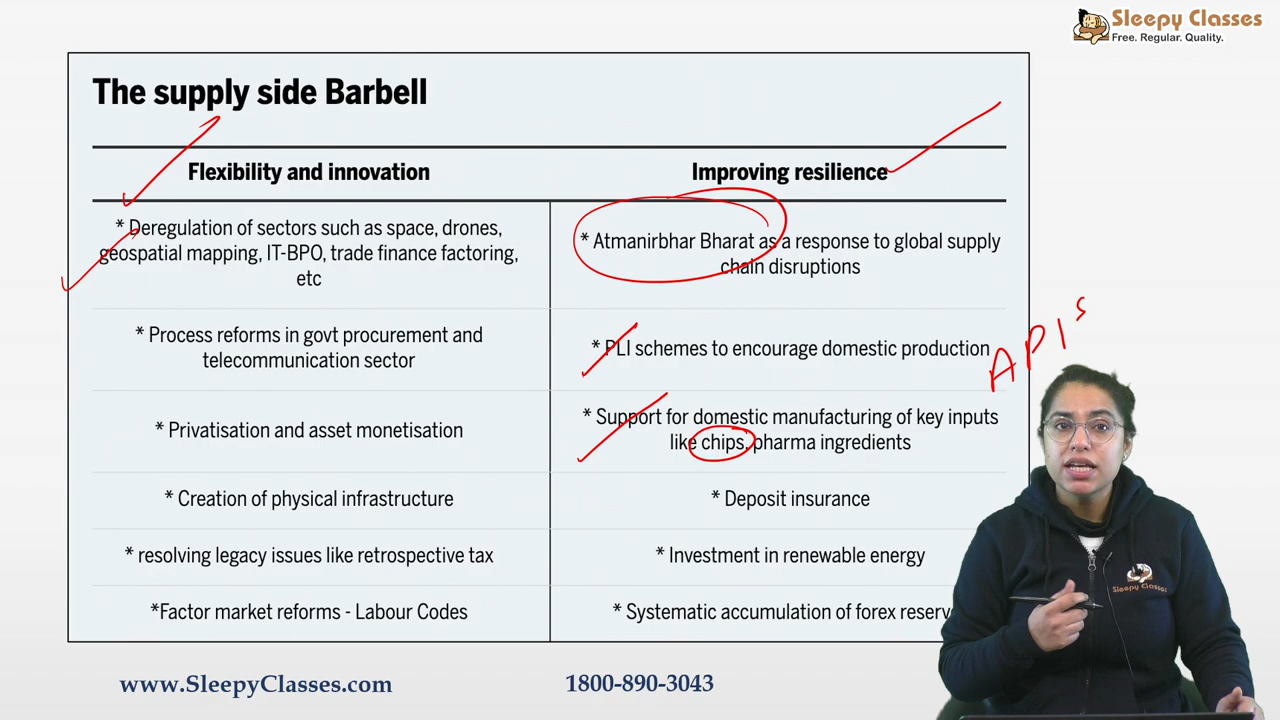 Sleepy Classes
Free. Regular. Quality.
The supply side Barbell
Flexibility and innovation
Improving resilience
* Deregulation of sectors such as space, drones,
geospatial mapping, IT-BPO, trade finance factoring,
etc
* Atmanirbhar Bharat as a response to global supply
chain disruptions
* Process reforms in govt procurement and
telecommunication sector
* PLI schemes to encourage domestic production
APIs
* Privatisation and asset monetisation
* Support for domestic manufacturing of key inputs
like chips, pharma ingredients
* Creation of physical infrastructure
* Deposit insurance
* resolving legacy issues like retrospective tax
* Investment in renewable energy
*Factor market reforms - Labour Codes
* Systematic accumulation of forex
Sleepy Classes
www.SleepyClasses.com
1800-890-3043